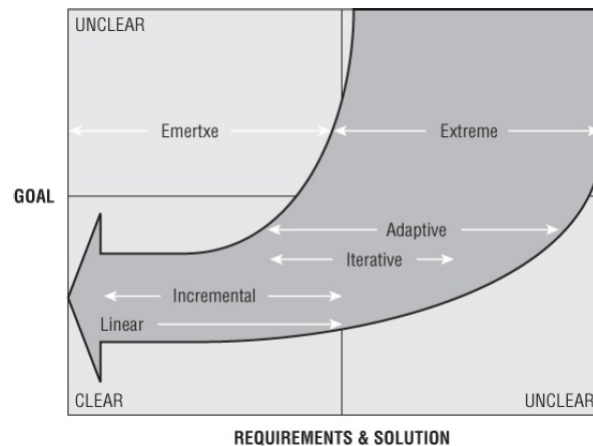 UNCLEAR
Emertxe
Extreme
GOAL
Adaptive
Iterative
Incremental
Linear
CLEAR
UNCLEAR
REQUIREMENTS & SOLUTION